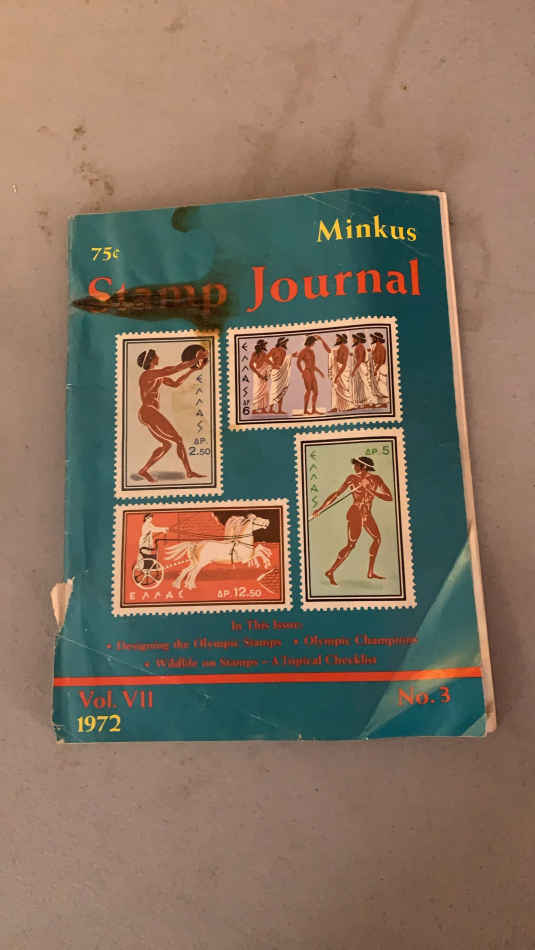 Minkus
75¢
Stamp Journal
ΕΛΛΑΣ
ΔΡ.
2.50
ΕΛΛΑΣ
ΔΡ
6
ΕΛΛΑΣ
ΔΡ.5
ΕΛΛΑΣ ΔΡ.12.50
In This Issue:
• Designing the Olympic Stamps • Olympic Champions
• Wildlife on Stamps – A Topical Checklist
Vol. VII No. 3
1972